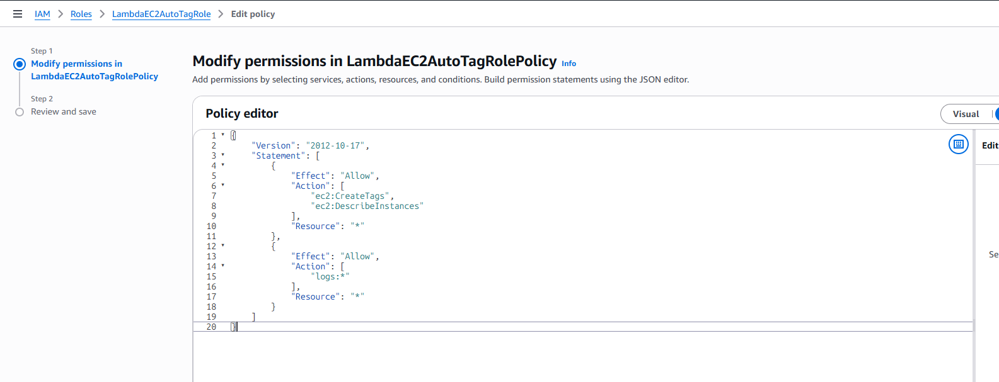 IAM > Roles > LambdaEC2AutoTagRole > Edit policy
Step 1
Modify permissions in
LambdaEC2AutoTagRolePolicy
Step 2
Review and save
Modify permissions in LambdaEC2AutoTagRolePolicy Info
Add permissions by selecting services, actions, resources, and conditions. Build permission statements using the JSON editor.
Policy editor
Visual
1 {
2     "Version": "2012-10-17",
3     "Statement": [
4         {
5             "Effect": "Allow",
6             "Action": [
7                 "ec2:CreateTags",
8                 "ec2:DescribeInstances"
9             ],
10             "Resource": "*"
11         },
12         {
13             "Effect": "Allow",
14             "Action": [
15                 "logs:*"
16             ],
17             "Resource": "*"
18         }
19     ]
20 }
Edit
Se